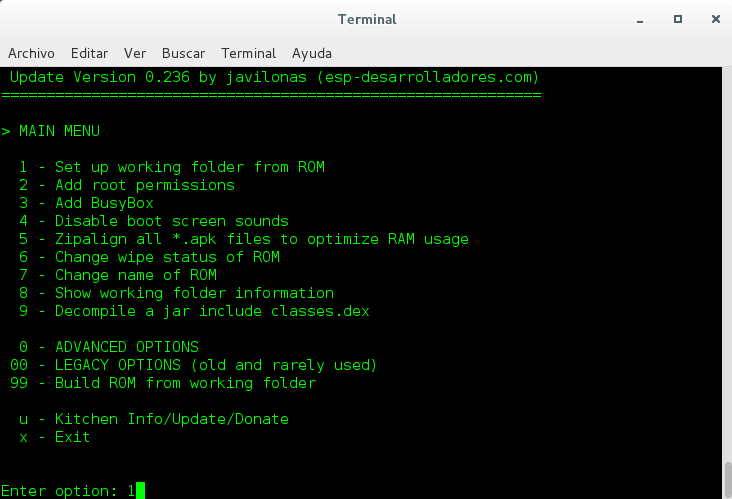 Terminal
Archivo Editar Ver Buscar Terminal Ayuda
Update Version 0.236 by javilonas (esp-desarrolladores.com)
============================================================
> MAIN MENU
1 - Set up working folder from ROM
2 - Add root permissions
3 - Add BusyBox
4 - Disable boot screen sounds
5 - Zipalign all *.apk files to optimize RAM usage
6 - Change wipe status of ROM
7 - Change name of ROM
8 - Show working folder information
9 - Decompile a jar include classes.dex
0 - ADVANCED OPTIONS
00 - LEGACY OPTIONS (old and rarely used)
99 - Build ROM from working folder
u - Kitchen Info/Update/Donate
x - Exit
Enter option: 1